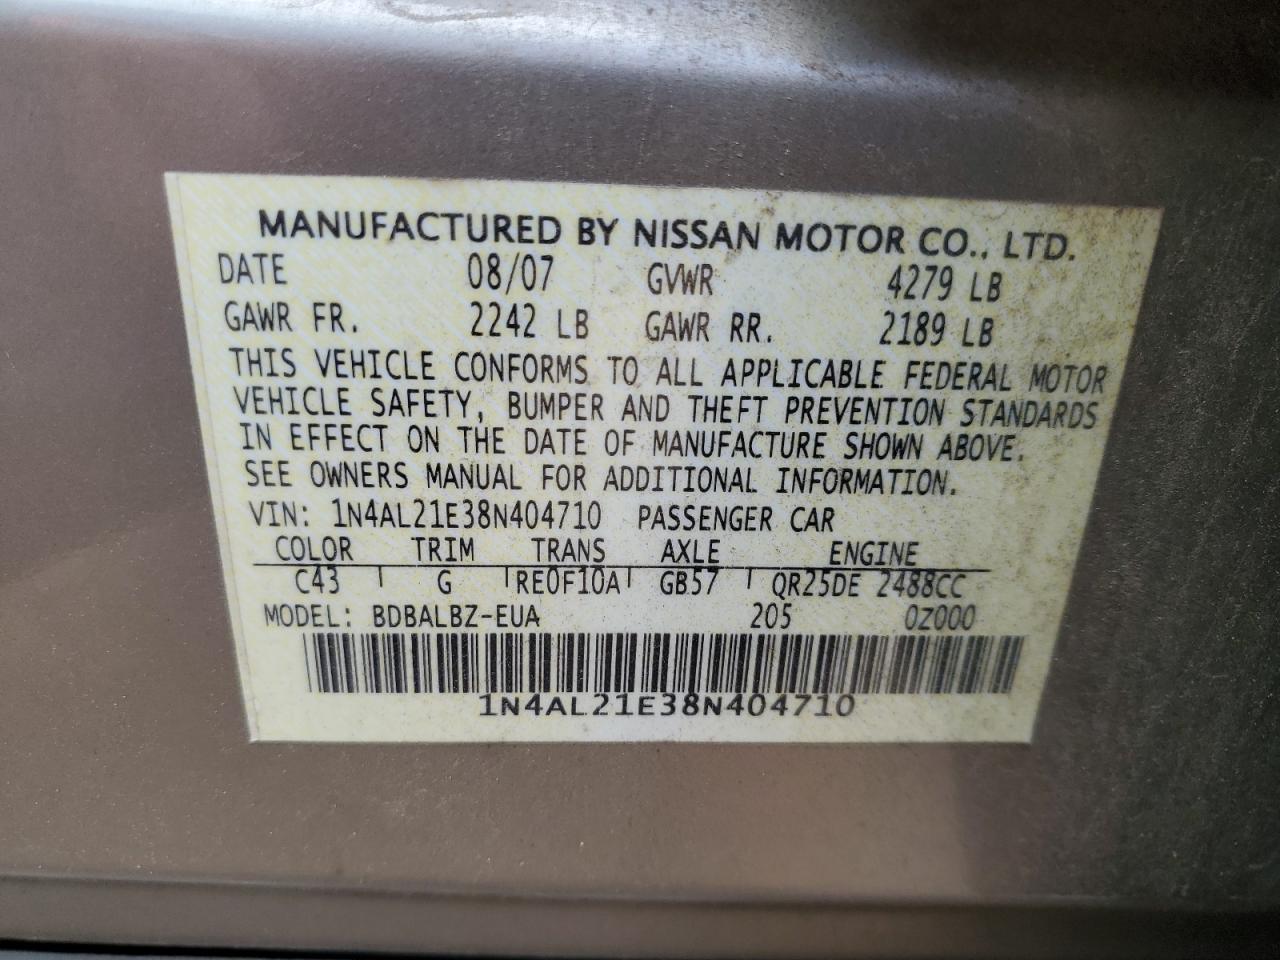 MANUFACTURED BY NISSAN MOTOR CO., LTD.
DATE 08/07 GVWR 4279 LB
GAWR FR. 2242 LB GAWR RR. 2189 LB
THIS VEHICLE CONFORMS TO ALL APPLICABLE FEDERAL MOTOR
VEHICLE SAFETY, BUMPER AND THEFT PREVENTION STANDARDS
IN EFFECT ON THE DATE OF MANUFACTURE SHOWN ABOVE.
SEE OWNERS MANUAL FOR ADDITIONAL INFORMATION.
VIN: 1N4AL21E38N404710 PASSENGER CAR
COLOR TRIM TRANS AXLE ENGINE
C43 G RE0F10A GB57 QR25DE 2488CC
MODEL: BDBALBZ-EUA 205 0Z000
1N4AL21E38N404710